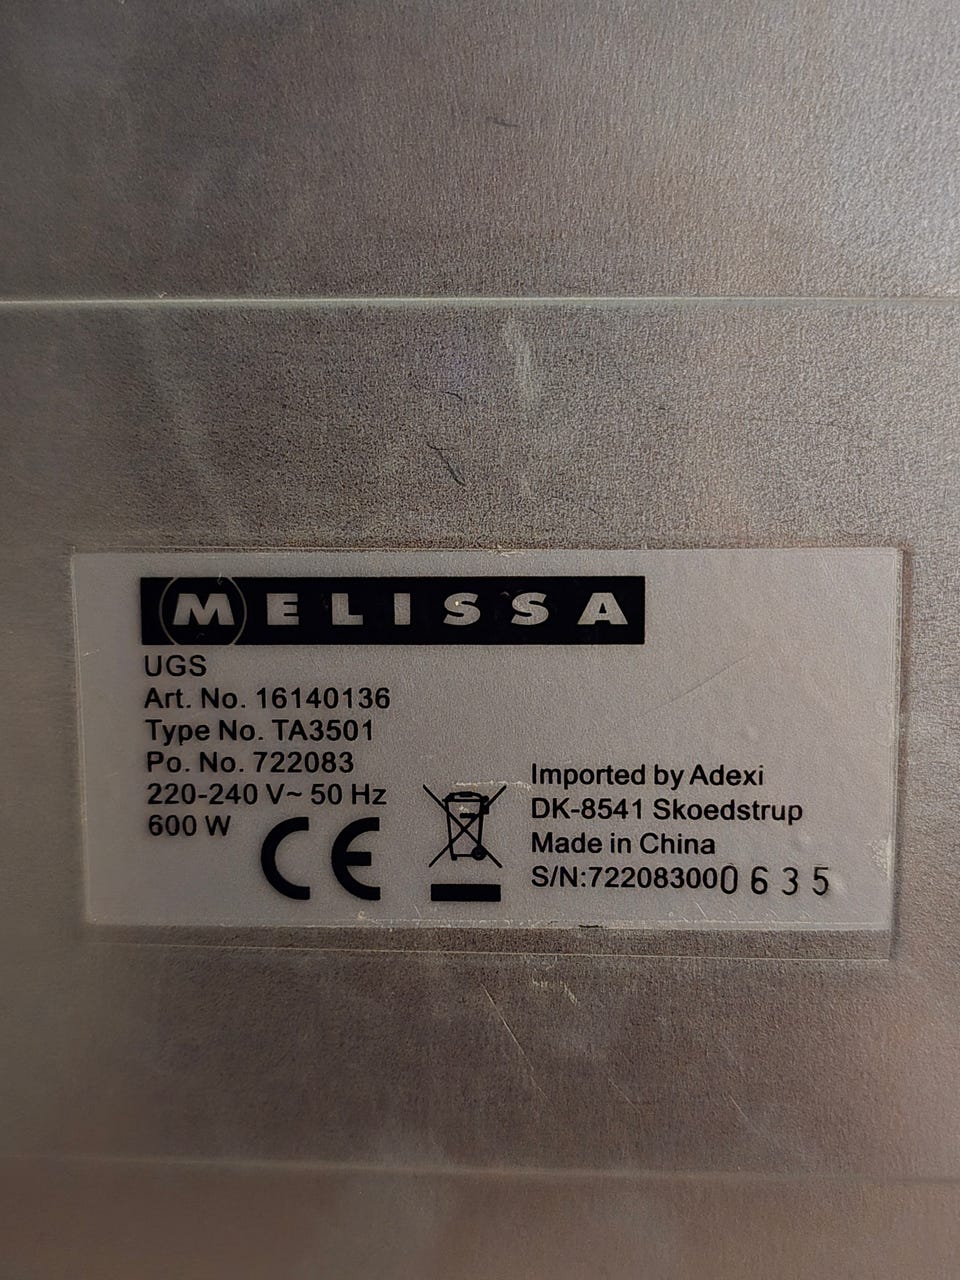 MELISSA
UGS
Art. No. 16140136
Type No. TA3501
Po. No. 722083
220-240 V~ 50 Hz
600 W
CE
Imported by Adexi
DK-8541 Skoedstrup
Made in China
S/N:722083000635